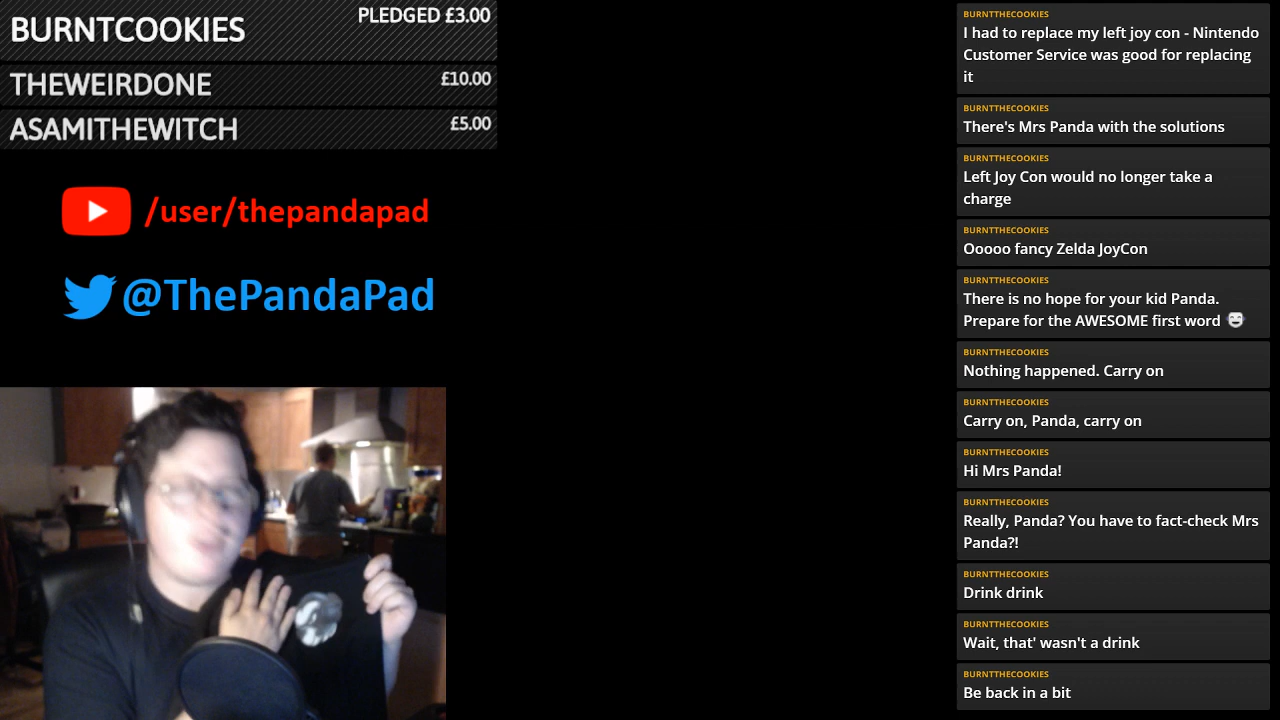 BURNTCOOKIES
PLEDGED £3.00
THEWEIRDONE
£10.00
ASAMITHEWITCH
£5.00
/user/thepandapad
@ThePandaPad
BURNTTHECOOKIES
I had to replace my left joy con - Nintendo
Customer Service was good for replacing
it
BURNTTHECOOKIES
There's Mrs Panda with the solutions
BURNTTHECOOKIES
Left Joy Con would no longer take a
charge
BURNTTHECOOKIES
Ooooo fancy Zelda JoyCon
BURNTTHECOOKIES
There is no hope for your kid Panda.
Prepare for the AWESOME first word
BURNTTHECOOKIES
Nothing happened. Carry on
BURNTTHECOOKIES
Carry on, Panda, carry on
BURNTTHECOOKIES
Hi Mrs Panda!
BURNTTHECOOKIES
Really, Panda? You have to fact-check Mrs
Panda?!
BURNTTHECOOKIES
Drink drink
BURNTTHECOOKIES
Wait, that' wasn't a drink
BURNTTHECOOKIES
Be back in a bit